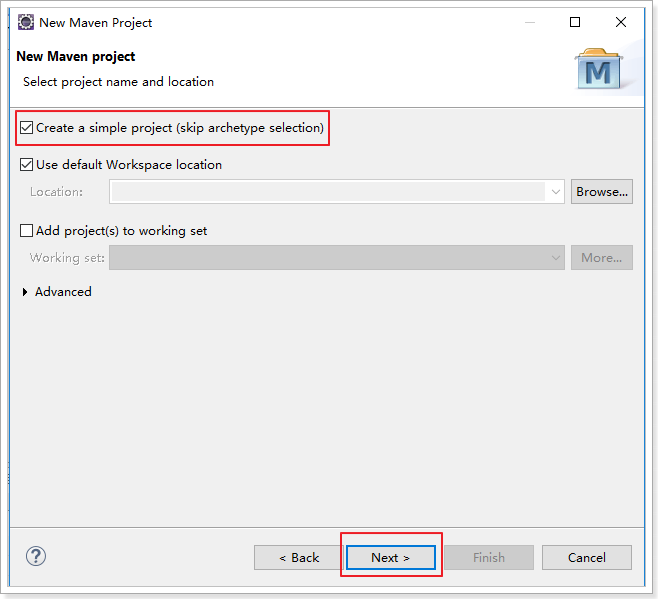 New Maven Project
New Maven project
Select project name and location
M
Create a simple project (skip archetype selection)
Use default Workspace location
Location:
Browse...
Add project(s) to working set
Working set:
More...
Advanced
?
< Back
Next >
Finish
Cancel